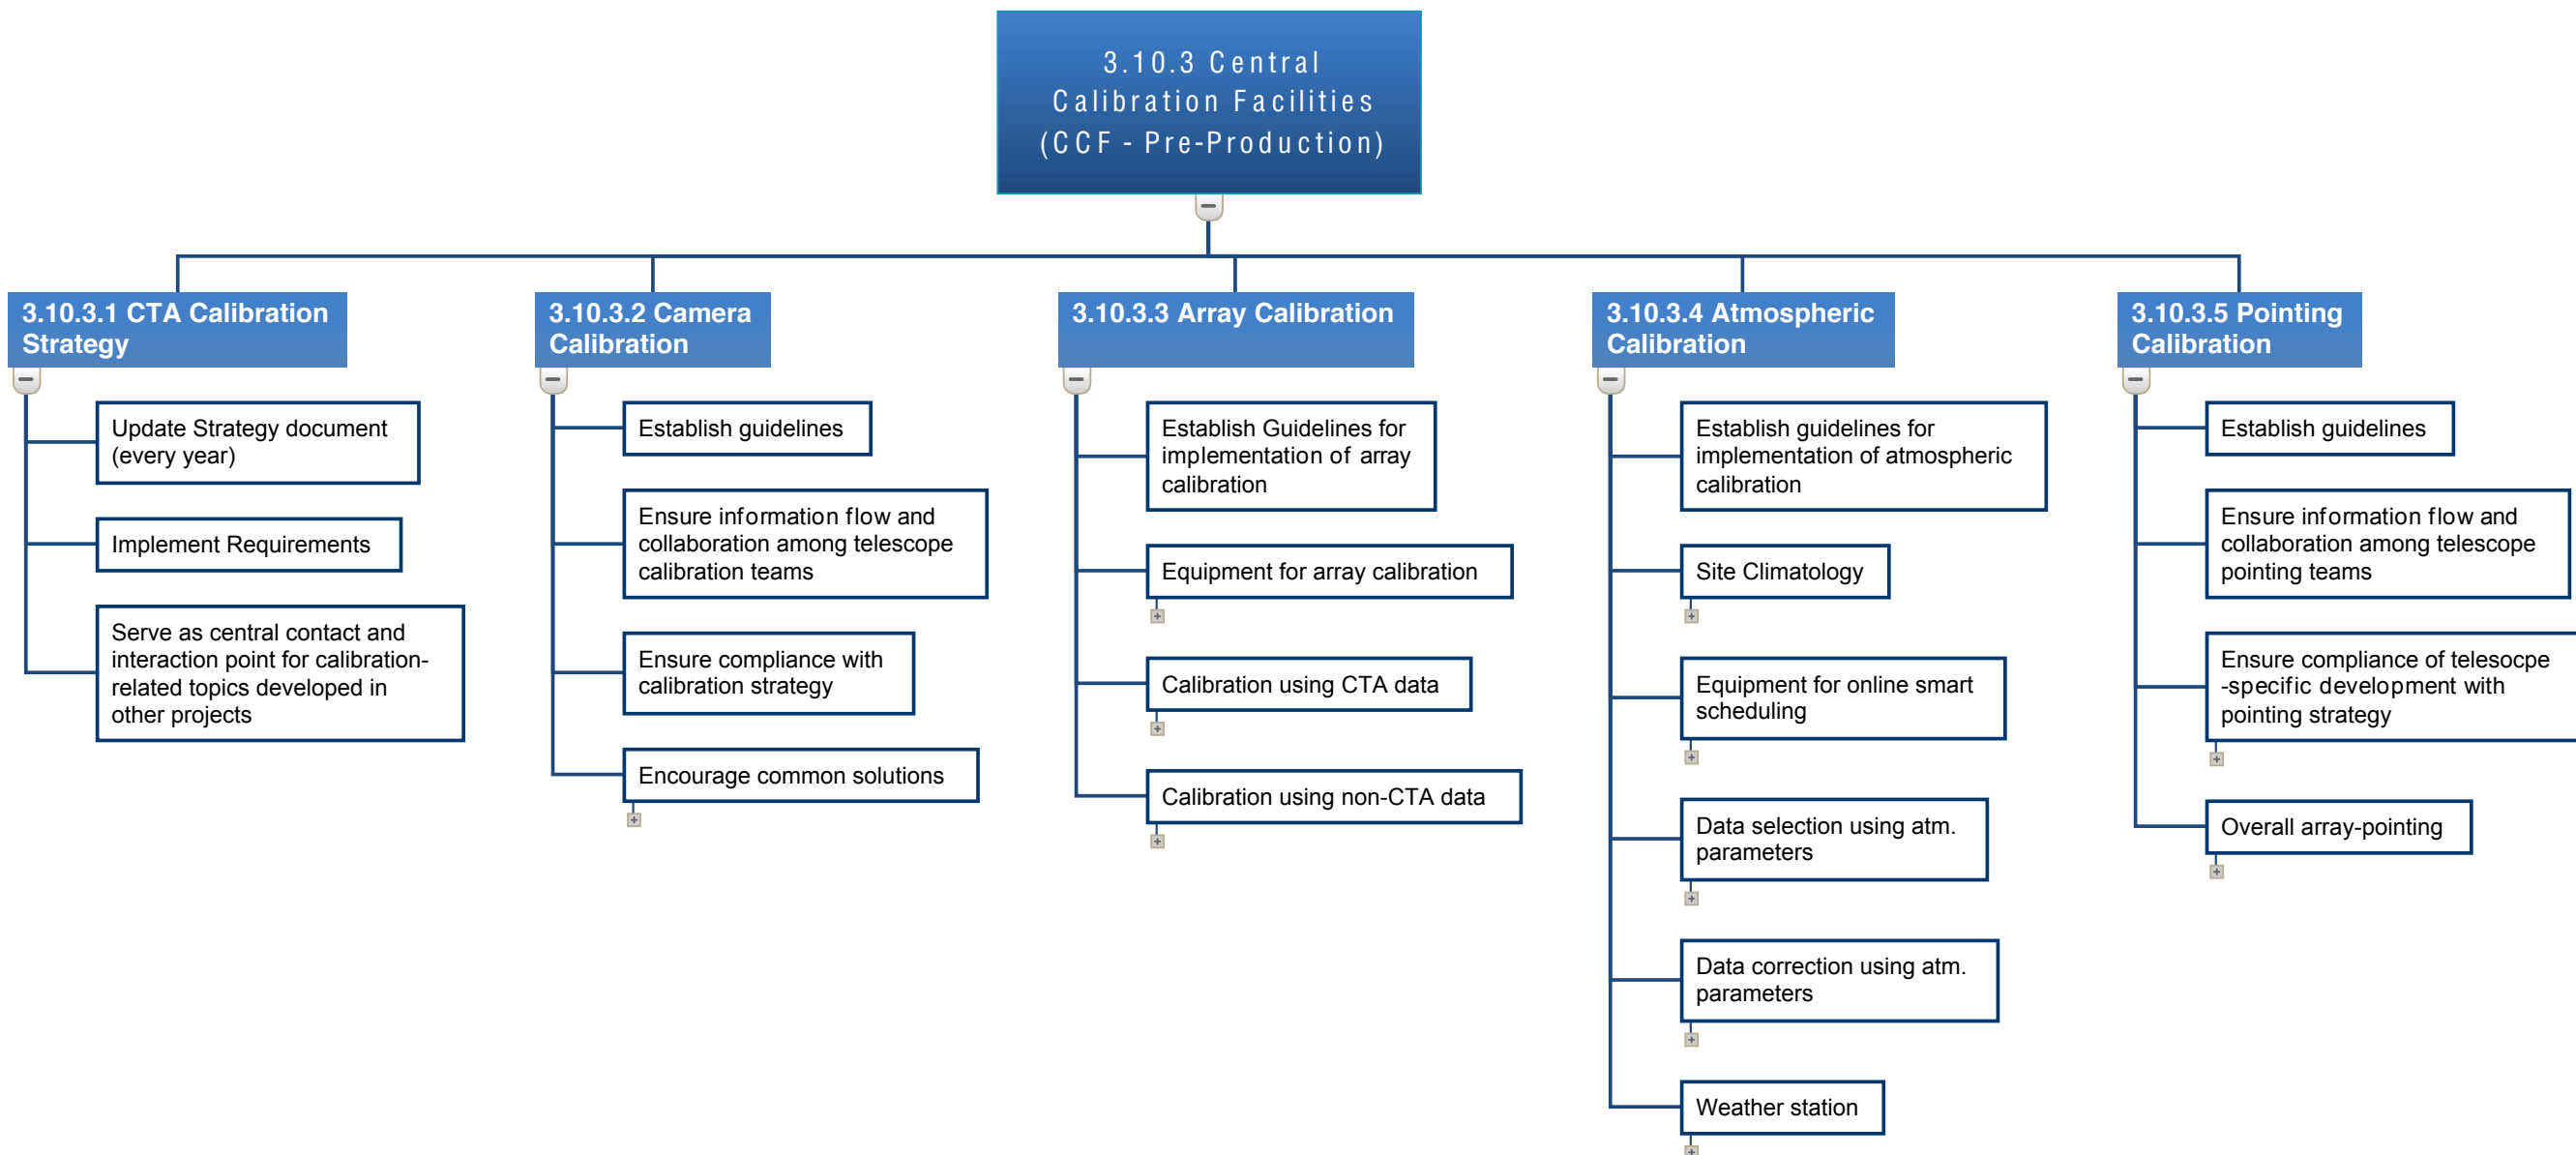 3.10.3 Central
Calibration Facilities
(CCF - Pre-Production)
3.10.3.1 CTA Calibration
Strategy
Update Strategy document
(every year)
Implement Requirements
Serve as central contact and
interaction point for calibration-
related topics developed in
other projects
3.10.3.2 Camera
Calibration
Establish guidelines
Ensure information flow and
collaboration among telescope
calibration teams
Ensure compliance with
calibration strategy
Encourage common solutions
3.10.3.3 Array Calibration
Establish Guidelines for
implementation of array
calibration
Equipment for array calibration
Calibration using CTA data
Calibration using non-CTA data
3.10.3.4 Atmospheric
Calibration
Establish guidelines for
implementation of atmospheric
calibration
Site Climatology
Equipment for online smart
scheduling
Data selection using atm.
parameters
Data correction using atm.
parameters
Weather station
3.10.3.5 Pointing
Calibration
Establish guidelines
Ensure information flow and
collaboration among telescope
pointing teams
Ensure compliance of telesocpe
-specific development with
pointing strategy
Overall array-pointing